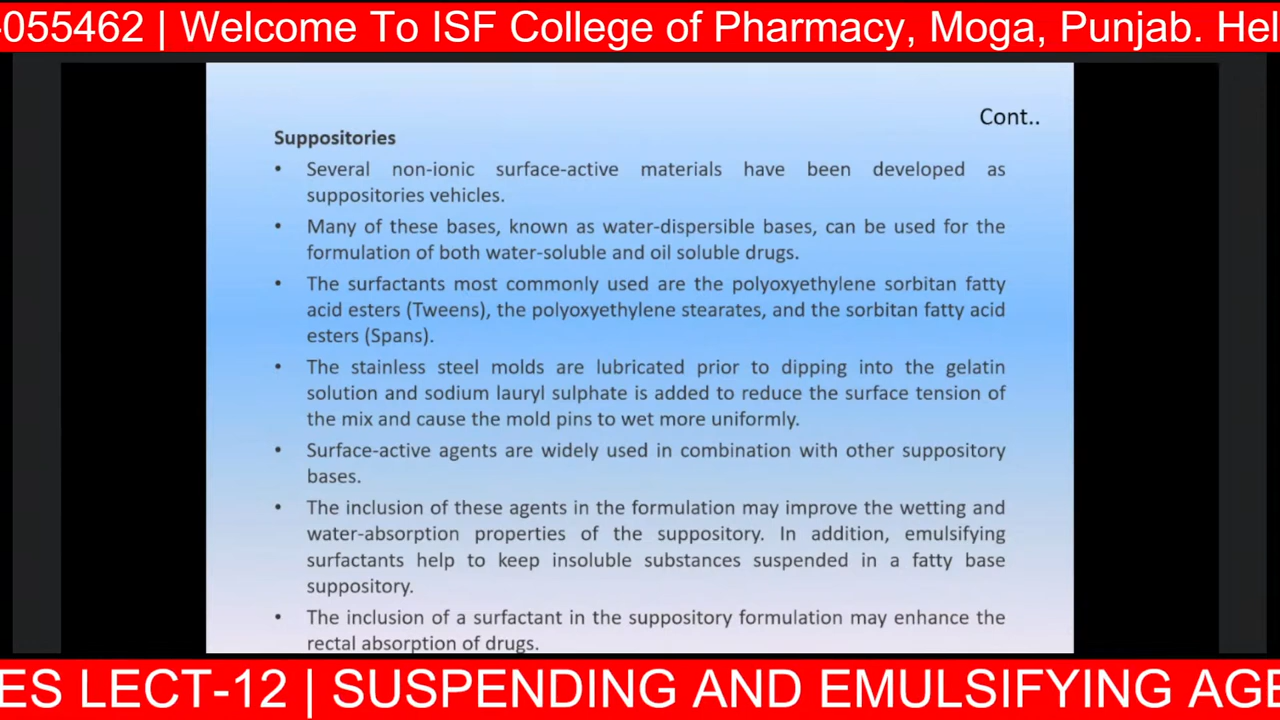 -055462 | Welcome To ISF College of Pharmacy, Moga, Punjab. Hel
Cont..
Suppositories
• Several non-ionic surface-active materials have been developed as
suppositories vehicles.
• Many of these bases, known as water-dispersible bases, can be used for the
formulation of both water-soluble and oil soluble drugs.
• The surfactants most commonly used are the polyoxyethylene sorbitan fatty
acid esters (Tweens), the polyoxyethylene stearates, and the sorbitan fatty acid
esters (Spans).
• The stainless steel molds are lubricated prior to dipping into the gelatin
solution and sodium lauryl sulphate is added to reduce the surface tension of
the mix and cause the mold pins to wet more uniformly.
• Surface-active agents are widely used in combination with other suppository
bases.
• The inclusion of these agents in the formulation may improve the wetting and
water-absorption properties of the suppository. In addition, emulsifying
surfactants help to keep insoluble substances suspended in a fatty base
suppository.
• The inclusion of a surfactant in the suppository formulation may enhance the
rectal absorption of drugs.
ES LECT-12 | SUSPENDING AND EMULSIFYING AGE